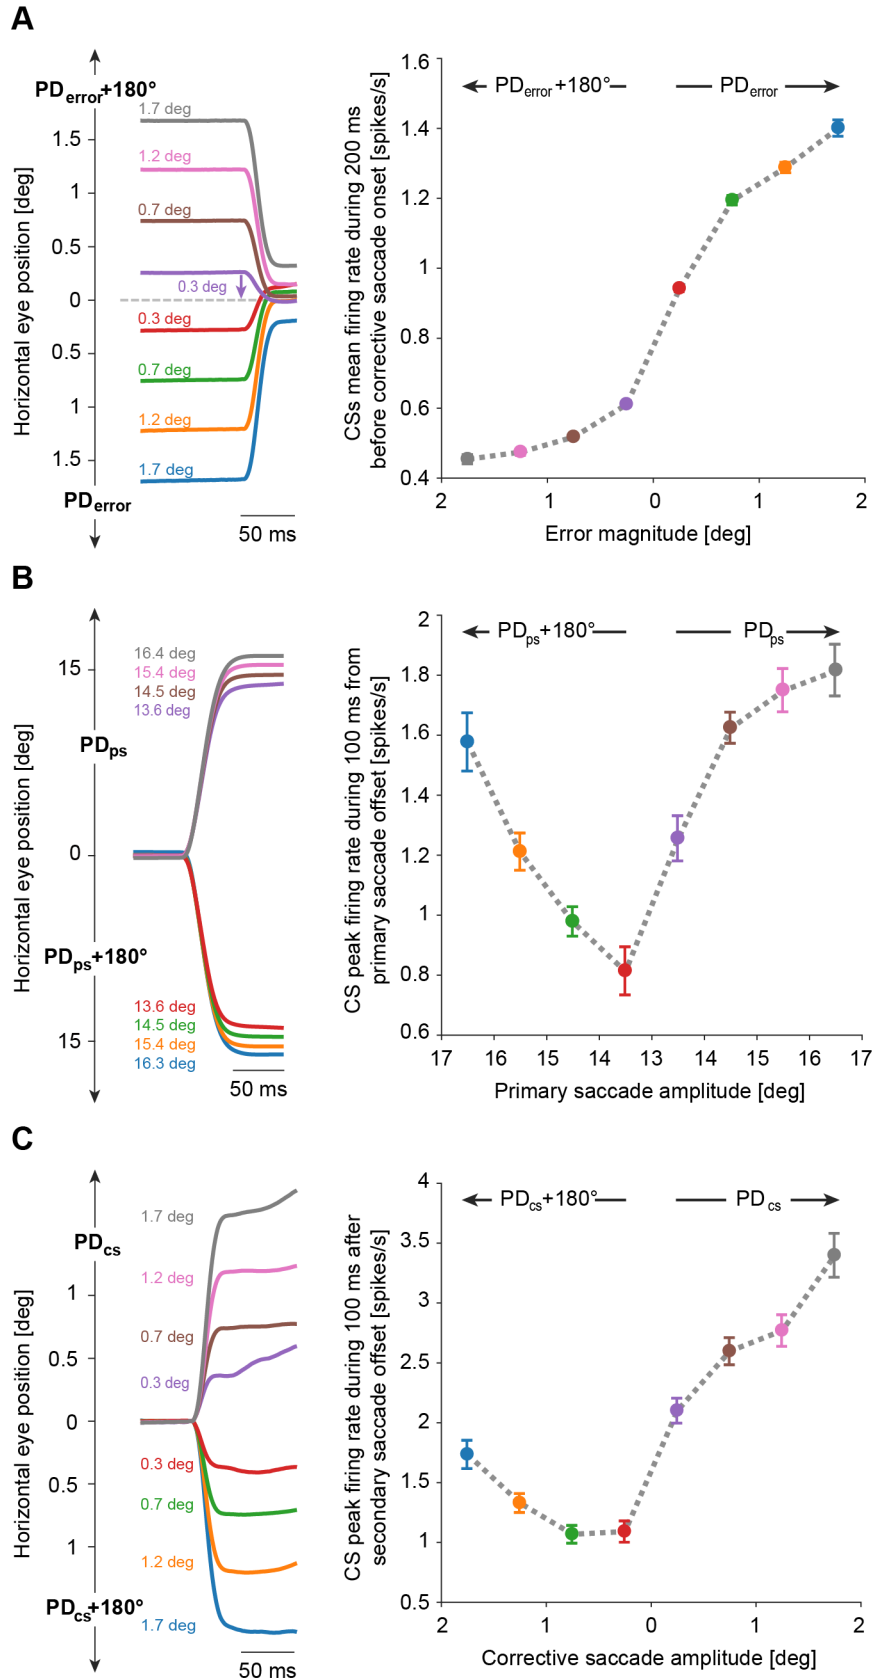 A
PDerror+180°
1.7 deg
1.5
1.2 deg
1
0.7 deg
0.5
0.3 deg
0
0.3 deg
0.5
0.7 deg
1
1.2 deg
1.5
1.7 deg
PDerror
50 ms
Horizontal eye position [deg]
CSs mean firing rate during 200 ms
before corrective saccade onset [spikes/s]
1.6
1.4
1.2
1
0.8
0.6
0.4
PDerror+180°
PDerror
2 1 0 1 2
Error magnitude [deg]
B
Horizontal eye position [deg]
15
16.4 deg
15.4 deg
14.5 deg
13.6 deg
PDps
0
PDps+180°
13.6 deg
14.5 deg
15.4 deg
16.3 deg
15
50 ms
CS peak firing rate during 100 ms from
primary saccade offset [spikes/s]
2
1.8
1.6
1.4
1.2
1
0.8
0.6
PDps+180°
PDps
17 16 15 14 13 14 15 16 17
Primary saccade amplitude [deg]
C
Horizontal eye position [deg]
1.7 deg
PDcs
1.2 deg
1
0.7 deg
0.5
0.3 deg
0
0.3 deg
0.5
0.7 deg
1
1.2 deg
PDcs+180°
1.7 deg
50 ms
CS peak firing rate during 100 ms after
secondary saccade offset [spikes/s]
4
3.5
3
2.5
2
1.5
1
0.5
PDcs+180°
PDcs
2 1 0 1 2
Corrective saccade amplitude [deg]